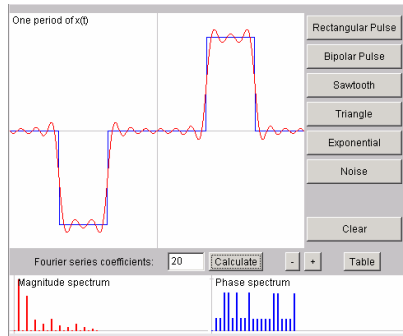 One period of x(t)
Rectangular Pulse
Bipolar Pulse
Sawtooth
Triangle
Exponential
Noise
Clear
Fourier series coefficients: 20 Calculate - + Table
Magnitude spectrum
Phase spectrum